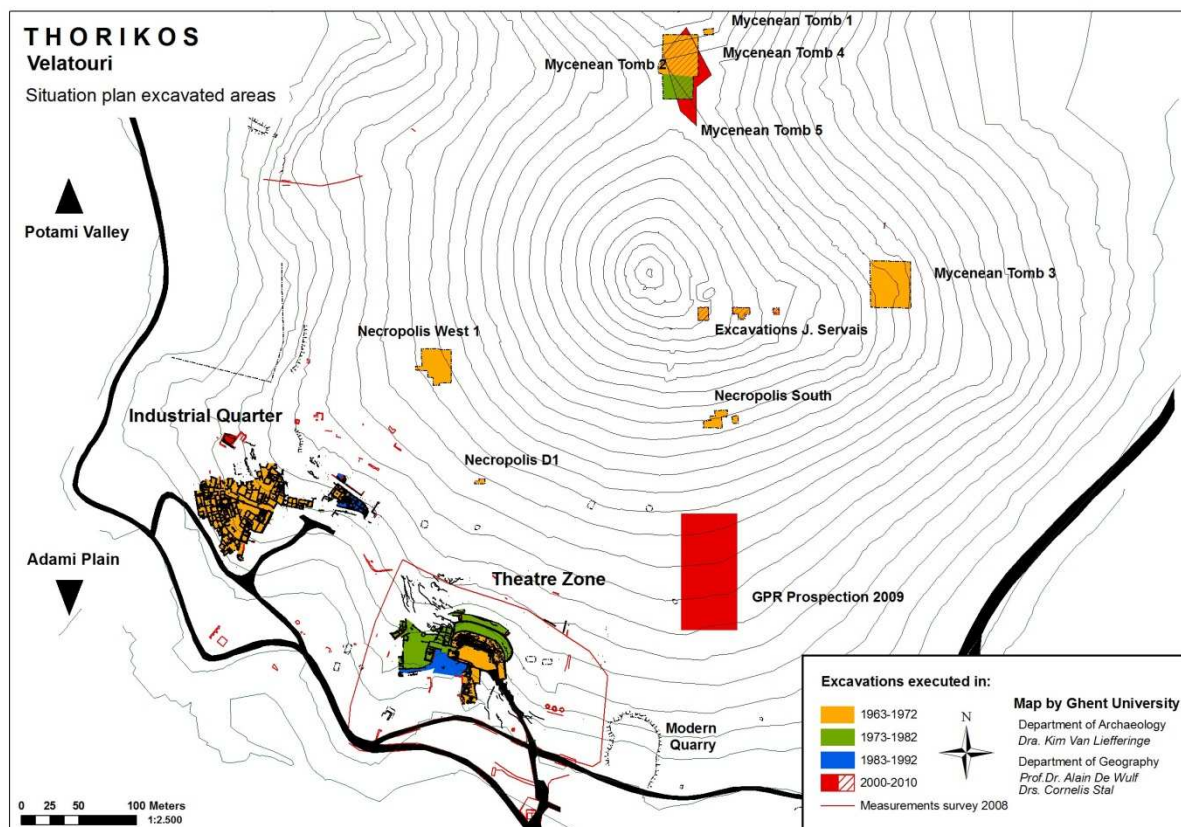 THORIKOS
Velatouri
Situation plan excavated areas
Mycenean Tomb 1
Mycenean Tomb 4
Mycenean Tomb 2
Mycenean Tomb 5
Potami Valley
Mycenean Tomb 3
Excavations J. Servais
Necropolis West 1
Necropolis South
Industrial Quarter
Necropolis D1
Adami Plain
Theatre Zone
GPR Prospection 2009
Modern
Quarry
Excavations executed in:
1963-1972
1973-1982
1983-1992
2000-2010
Measurements survey 2008
N
Map by Ghent University
Department of Archaeology
Dra. Kim Van Liefferinge
Department of Geography
Prof.Dr. Alain De Wulf
Drs. Cornelis Stal
0 25 50 100 Meters
1:2.500